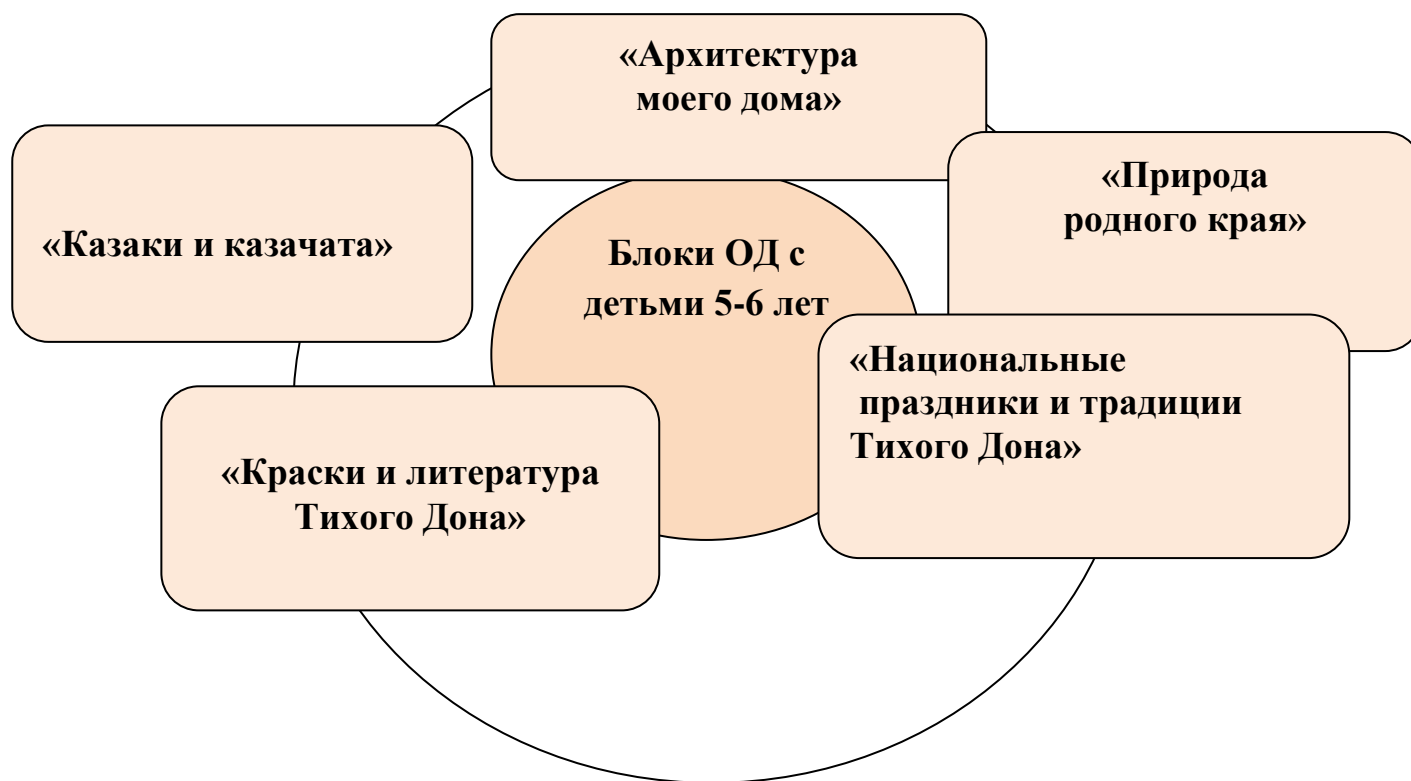 «Архитектура
моего дома»
«Казаки и казачата»
«Природа
родного края»
Блоки ОД с
детьми 5-6 лет
«Национальные
праздники и традиции
Тихого Дона»
«Краски и литература
Тихого Дона»